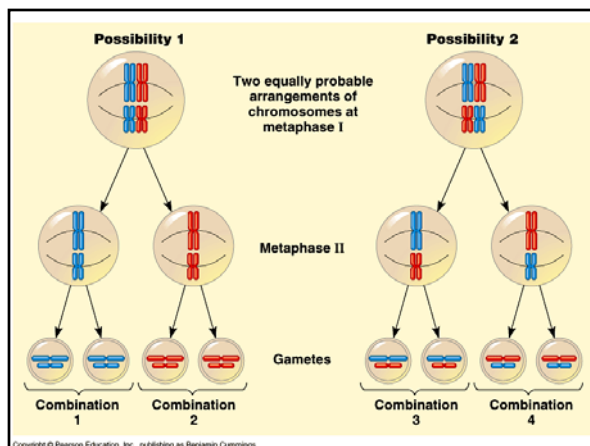 Possibility 1
Possibility 2
Two equally probable
arrangements of
chromosomes at
metaphase I
Metaphase II
Gametes
Combination
1
Combination
2
Combination
3
Combination
4
Copyright © Pearson Education, Inc., publishing as Benjamin Cummings.